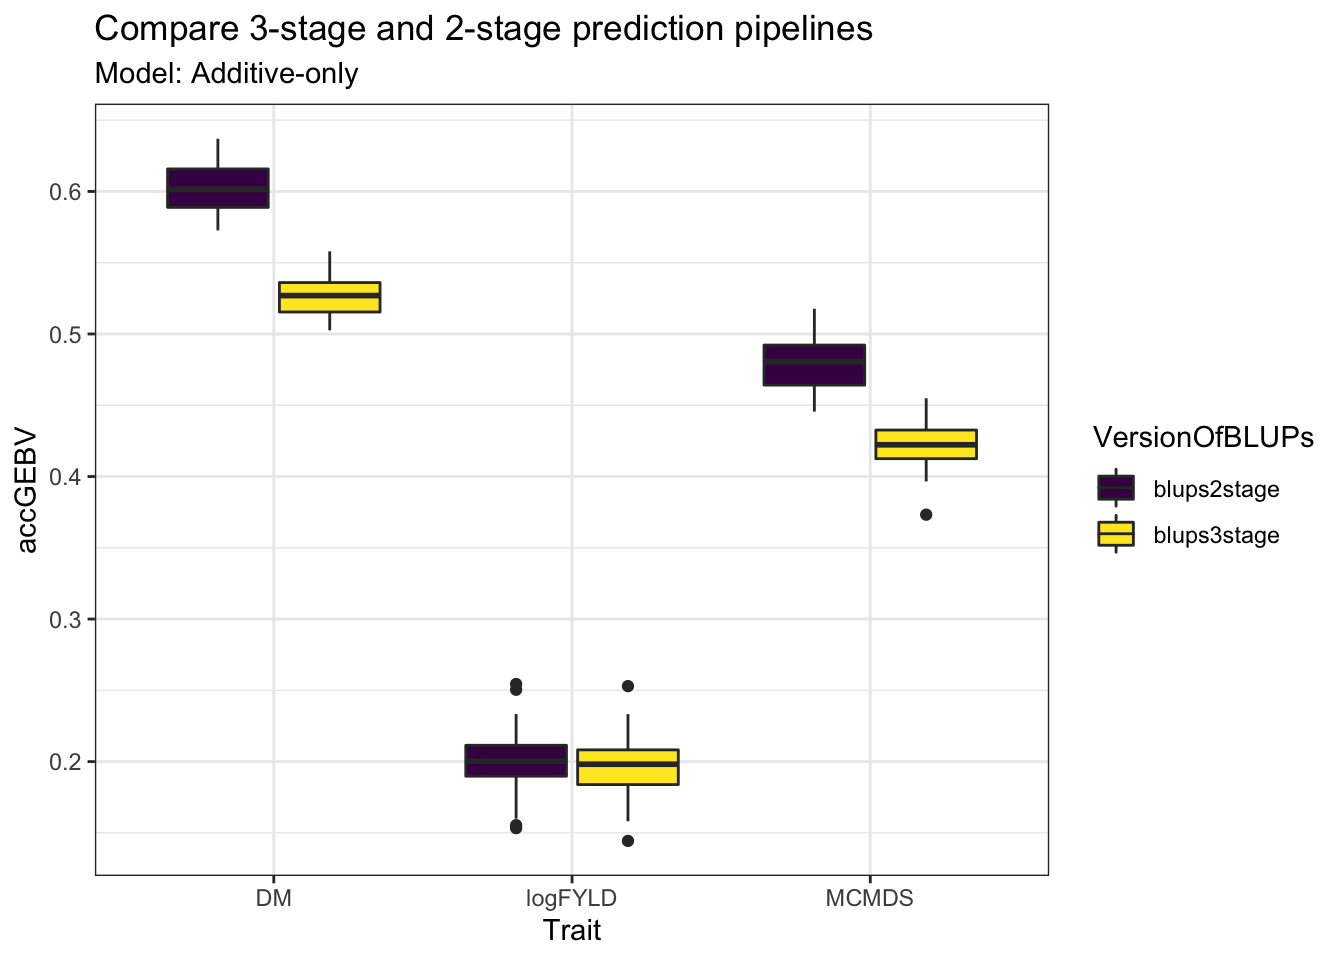 Compare 3-stage and 2-stage prediction pipelines
Model: Additive-only
accGEBV
0.6
0.5
0.4
0.3
0.2
DM
logFYLD
MCMDS
Trait
VersionOfBLUPs
blups2stage
blups3stage